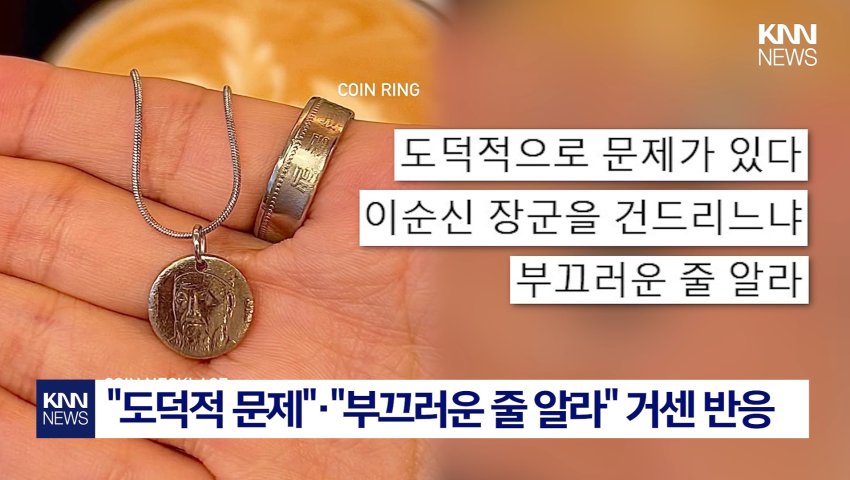 KNN
NEWS
COIN RING
도덕적으로 문제가 있다
이순신 장군을 건드리느냐
부끄러운 줄 알라
COIN NECKLACE
KNN
NEWS
"도덕적 문제"·"부끄러운 줄 알라" 거센 반응